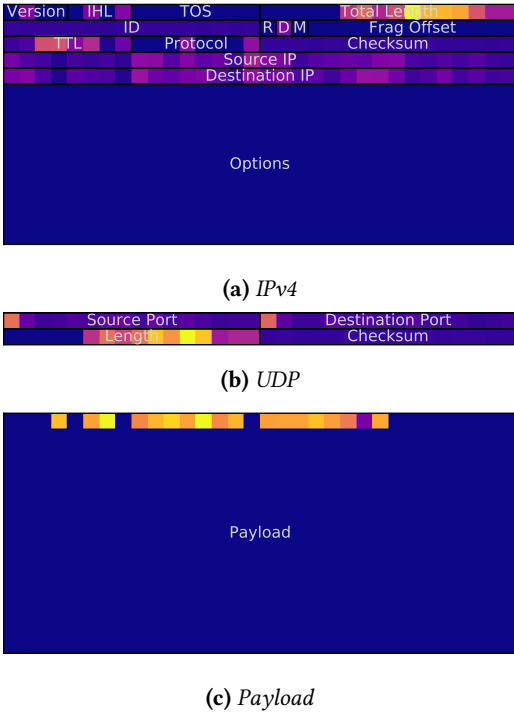 Version IHL TOS Total Length
ID R D M Frag Offset
TTL Protocol Checksum
Source IP
Destination IP
Options
(a) IPv4
Source Port Destination Port
Length Checksum
(b) UDP
Payload
(c) Payload